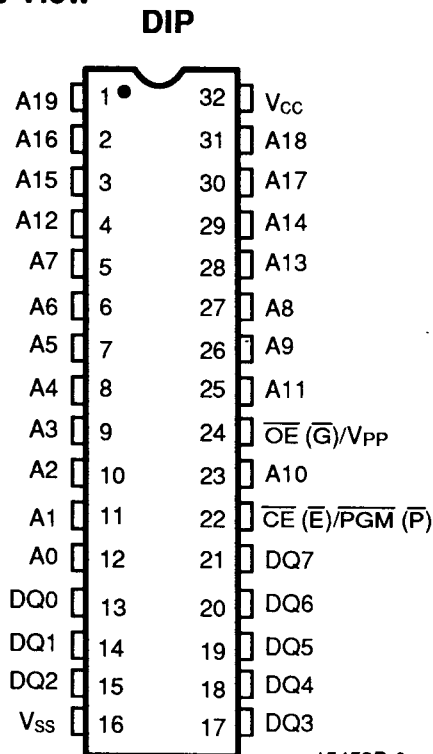 DIP
A19 1 32 VCC
A16 2 31 A18
A15 3 30 A17
A12 4 29 A14
A7 5 28 A13
A6 6 27 A8
A5 7 26 A9
A4 8 25 A11
A3 9 24 O̅E̅ (G̅)/VPP
A2 10 23 A10
A1 11 22 C̅E̅ (E̅)/P̅G̅M̅ (P̅)
A0 12 21 DQ7
DQ0 13 20 DQ6
DQ1 14 19 DQ5
DQ2 15 18 DQ4
VSS 16 17 DQ3